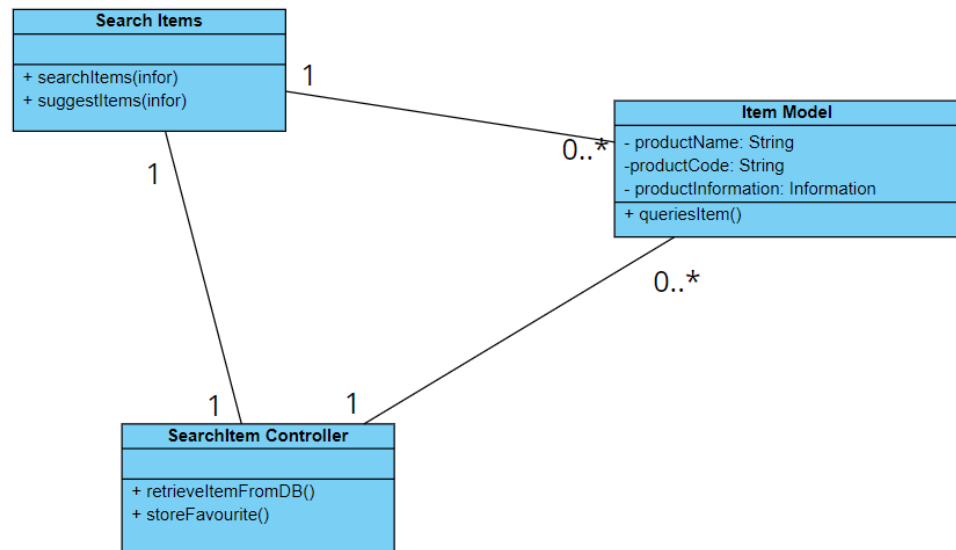 Search Items
+ searchItems(infor)
+ suggestItems(infor)
1
1
Item Model
- productName: String
-productCode: String
- productInformation: Information
+ queriesItem()
0..*
0..*
1
1
SearchItem Controller
+ retrieveItemFromDB()
+ storeFavourite()